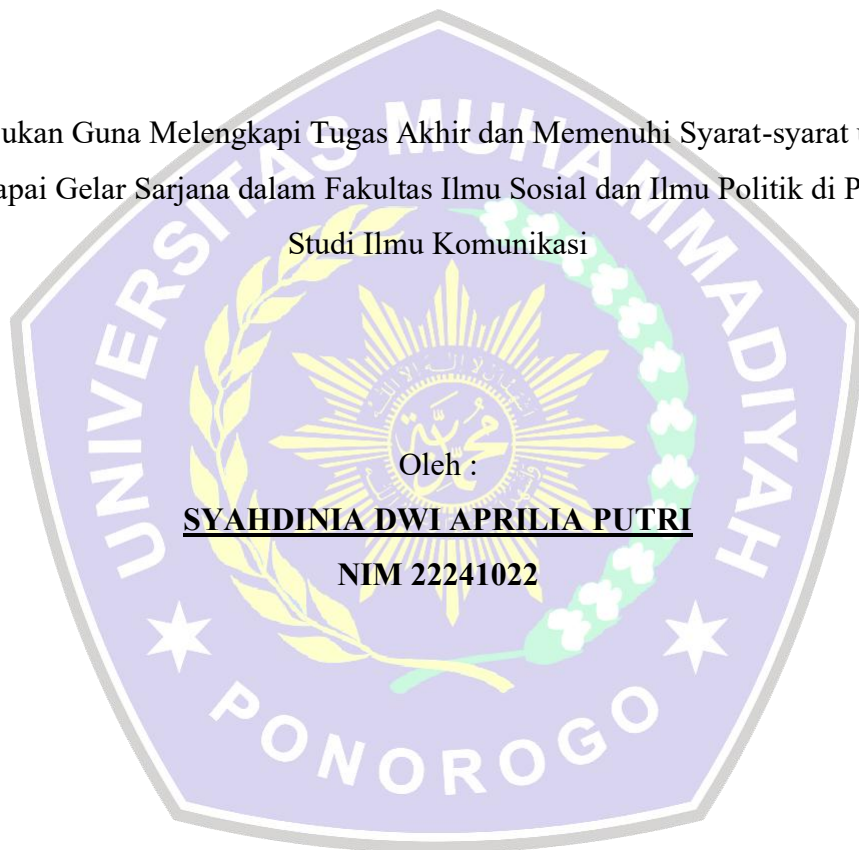 ukan Guna Melengkapi Tugas Akhir dan Memenuhi Syarat-syarat
apai Gelar Sarjana dalam Fakultas Ilmu Sosial dan Ilmu Politik di P
Studi Ilmu Komunikasi
UNIVERSITAS MUHAMMADIYAH
Oleh :
SYAHDINIA DWI APRILIA PUTRI
NIM 22241022
PONOROGO